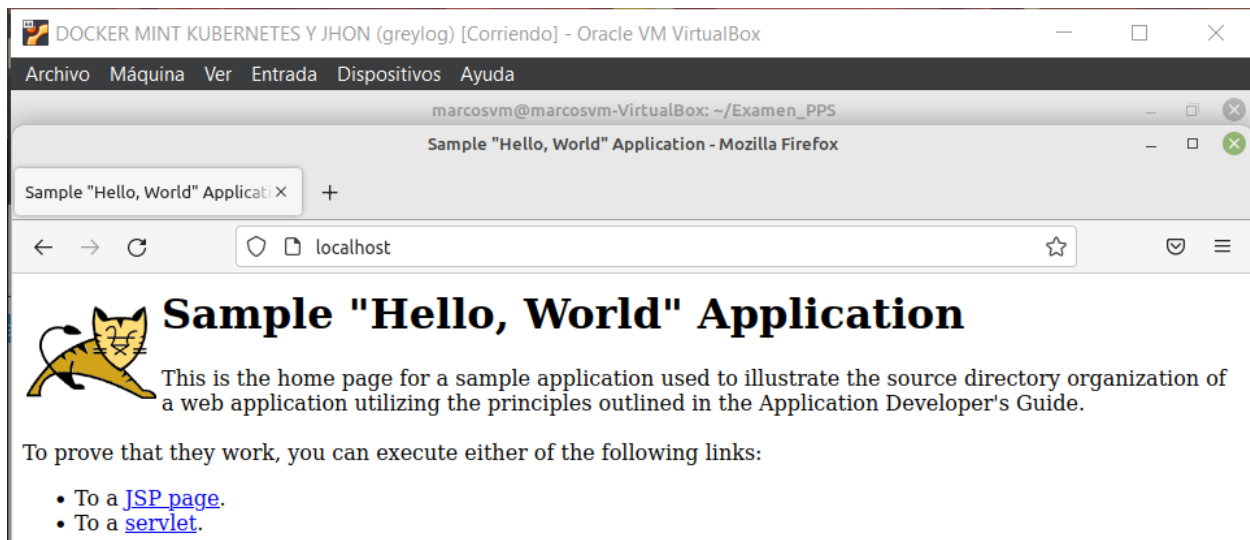 DOCKER MINT KUBERNETES Y JHON (greylog) [Corriendo] - Oracle VM VirtualBox
Archivo Máquina Ver Entrada Dispositivos Ayuda
marcosvm@marcosvm-VirtualBox: ~/Examen_PPS
Sample "Hello, World" Application - Mozilla Firefox
Sample "Hello, World" Applicati
localhost
Sample "Hello, World" Application
This is the home page for a sample application used to illustrate the source directory organization of
a web application utilizing the principles outlined in the Application Developer's Guide.
To prove that they work, you can execute either of the following links:
• To a JSP page.
• To a servlet.